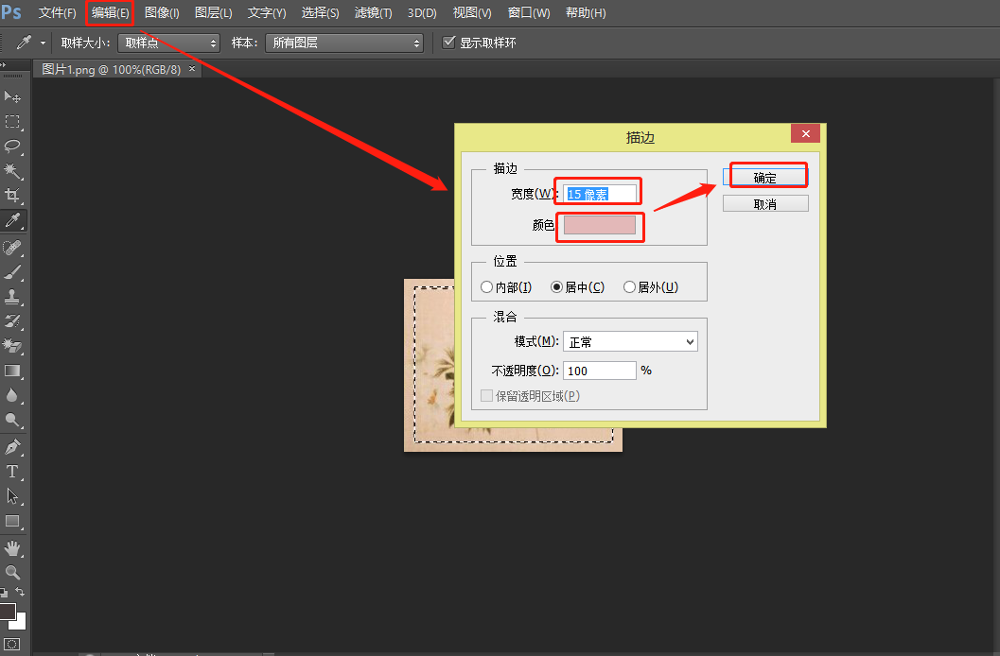 Ps 文件(F) 编辑(E) 图像(I) 图层(L) 文字(Y) 选择(S) 滤镜(T) 3D(D) 视图(V) 窗口(W) 帮助(H)
取样大小: 取样点 样本: 所有图层 显示取样环
图片1.png @ 100%(RGB/8) ×
描边
描边
宽度(W): 15 像素
确定
颜色
取消
位置
内部(I) 居中(C) 居外(U)
混合
模式(M): 正常
不透明度(O): 100 %
保留透明区域(P)
T